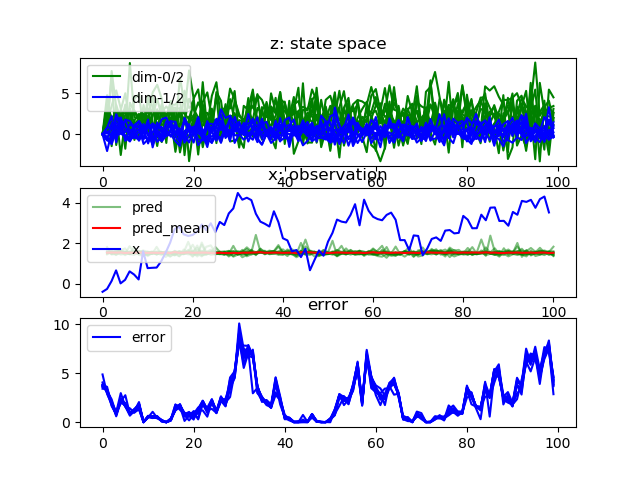 z: state space
5
0
dim-0/2
dim-1/2
0 20 40 60 80 100
x: observation
4
2
0
pred
pred_mean
x
0 20 40 60 80 100
error
10
5
0
error
0 20 40 60 80 100